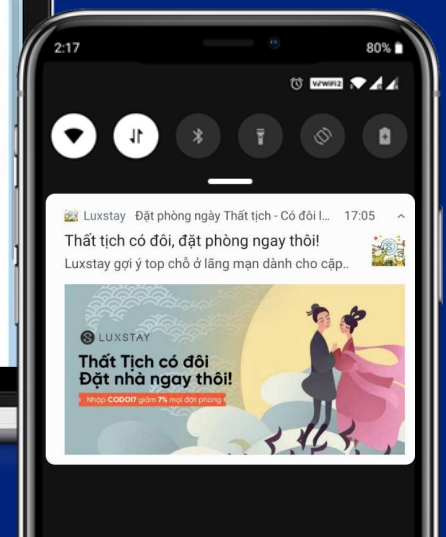 2:17
80%
VoWIFI2
Luxstay Đặt phòng ngày Thất tịch - Có đôi l... 17:05
Thất tịch có đôi, đặt phòng ngay thôi!
Luxstay gợi ý top chỗ ở lãng mạn dành cho cặp..
LUXSTAY
Thất Tịch có đôi
Đặt nhà ngay thôi!
Nhập CODOI7 giảm 7% mọi đặt phòng